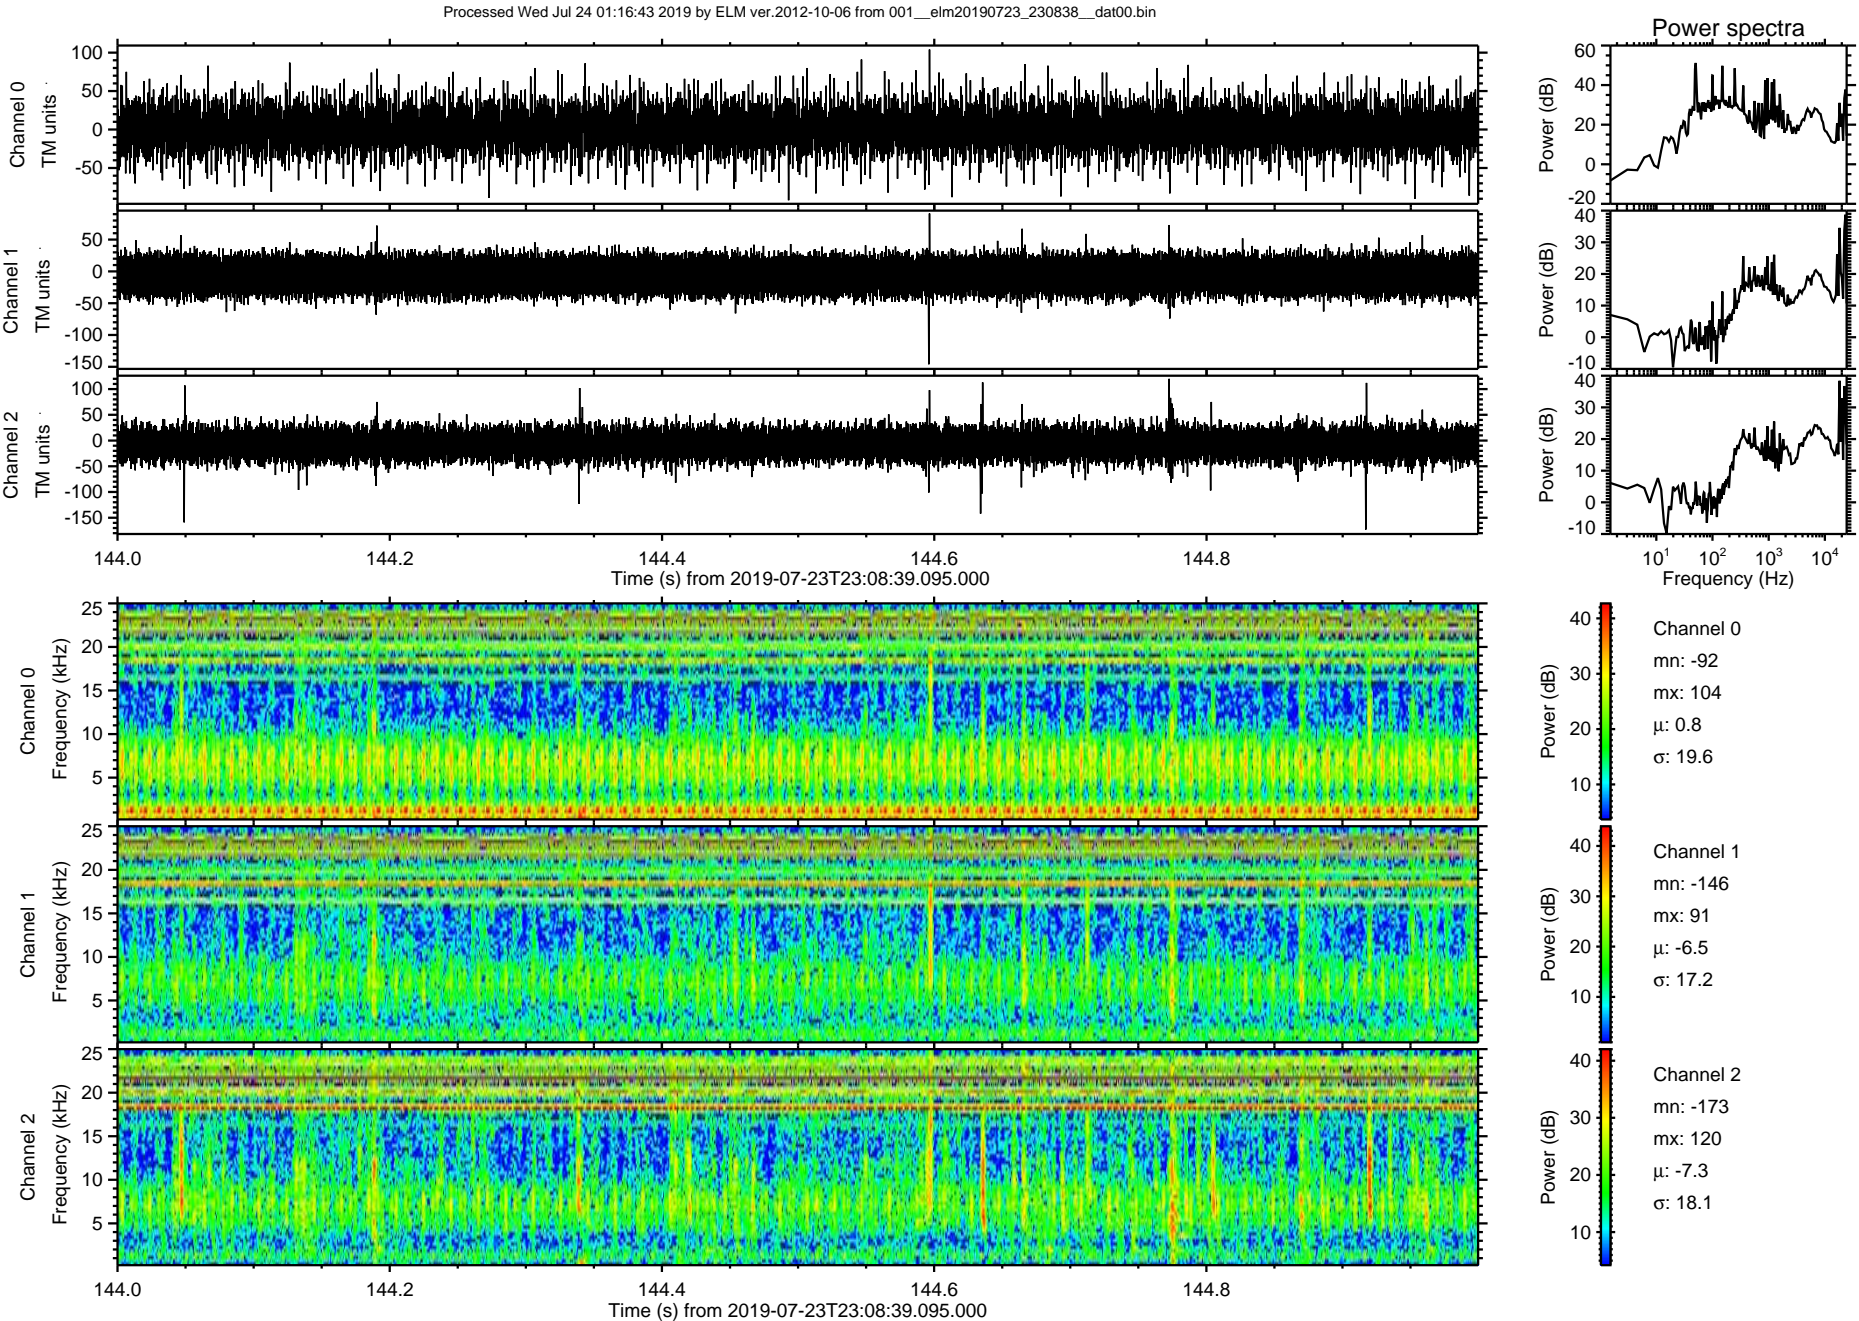 Processed Wed Jul 24 01:16:43 2019 by ELM ver.2012-10-06 from 001__elm20190723_230838__dat00.bin
Power spectra
Channel 0
TM units
100
50
0
-50
Power (dB)
60
40
20
0
-20
Channel 1
TM units
50
0
-50
-100
-150
Power (dB)
40
30
20
10
0
-10
Channel 2
TM units
100
50
0
-50
-100
-150
Power (dB)
40
30
20
10
0
-10
144.0 144.2 144.4 144.6 144.8
Time (s) from 2019-07-23T23:08:39.095.000
10¹ 10² 10³ 10⁴
Frequency (Hz)
Channel 0
Frequency (kHz)
25
20
15
10
5
Power (dB)
40
30
20
10
Channel 0
mn: -92
mx: 104
μ: 0.8
σ: 19.6
Channel 1
Frequency (kHz)
25
20
15
10
5
Power (dB)
40
30
20
10
Channel 1
mn: -146
mx: 91
μ: -6.5
σ: 17.2
Channel 2
Frequency (kHz)
25
20
15
10
5
Power (dB)
40
30
20
10
Channel 2
mn: -173
mx: 120
μ: -7.3
σ: 18.1
144.0 144.2 144.4 144.6 144.8
Time (s) from 2019-07-23T23:08:39.095.000